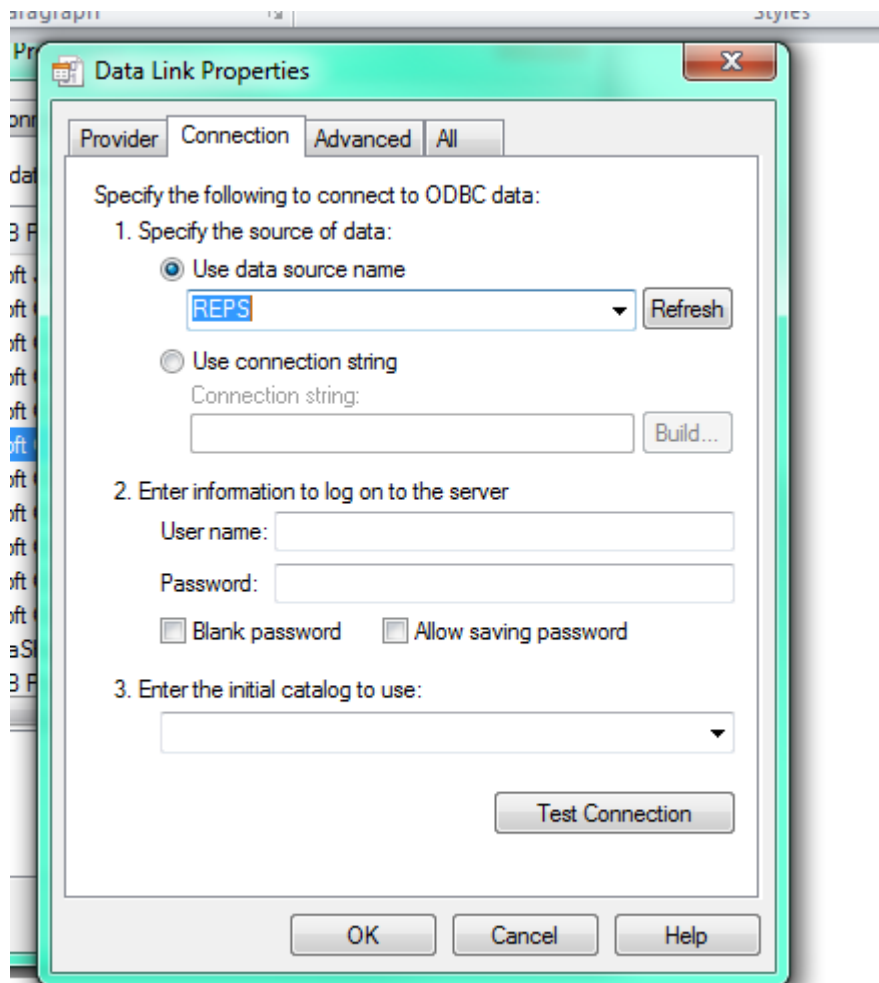 Styles
Pr
Data Link Properties
Provider Connection Advanced All
Specify the following to connect to ODBC data:
1. Specify the source of data:
Use data source name
REPS Refresh
Use connection string
Connection string:
Build...
2. Enter information to log on to the server
User name:
Password:
Blank password Allow saving password
3. Enter the initial catalog to use:
Test Connection
OK Cancel Help